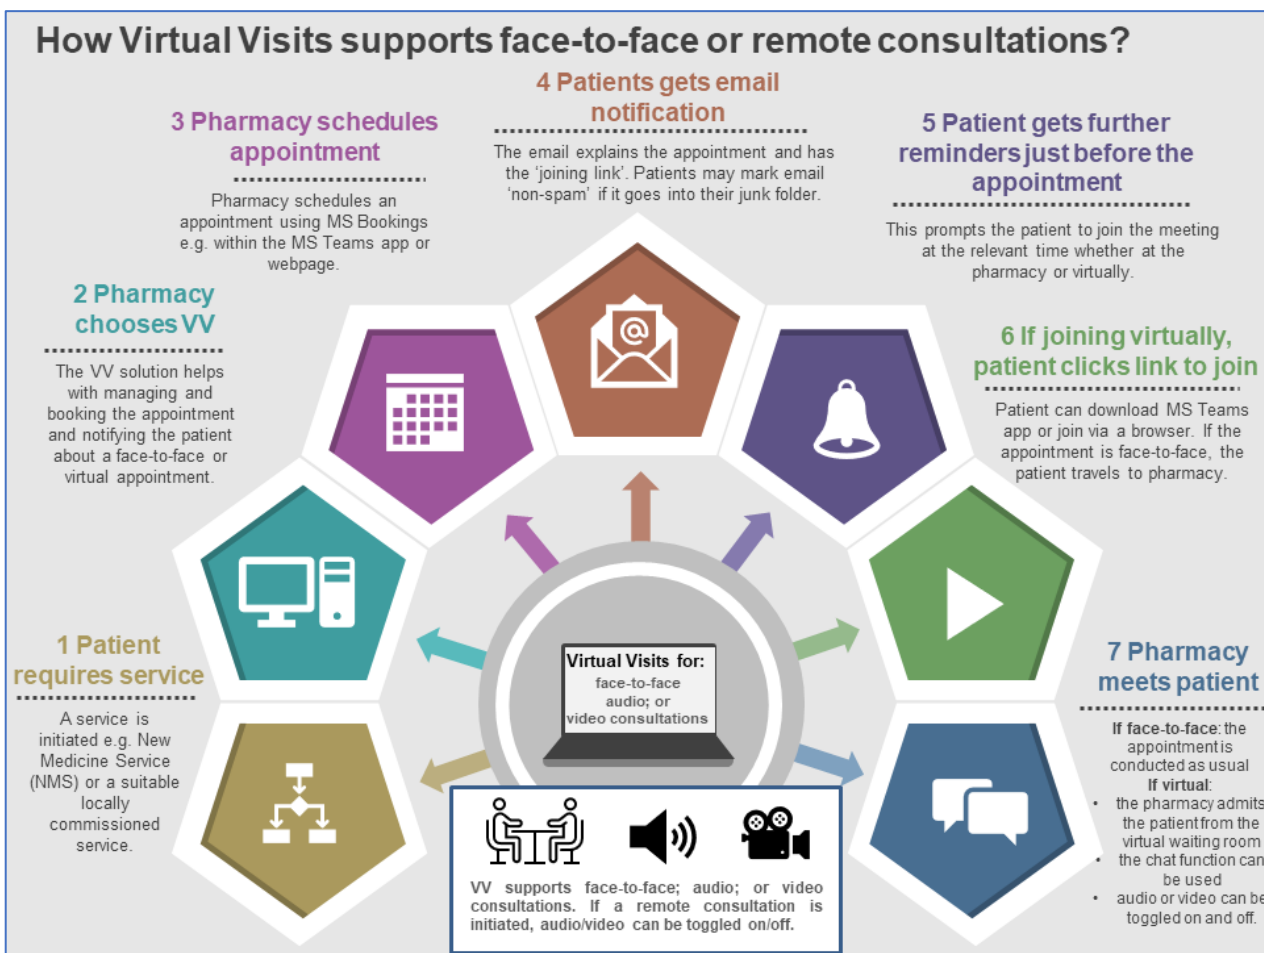 How Virtual Visits supports face-to-face or remote consultations?
1 Patient
requires service
A service is
initiated e.g. New
Medicine Service
(NMS) or a suitable
locally
commissioned
service.
2 Pharmacy
chooses VV
The VV solution helps
with managing and
booking the appointment
and notifying the patient
about a face-to-face or
virtual appointment.
3 Pharmacy schedules
appointment
Pharmacy schedules an
appointment using MS Bookings
e.g. within the MS Teams app or
webpage.
4 Patients gets email
notification
The email explains the appointment and has
the ‘joining link’. Patients may mark email
‘non-spam’ if it goes into their junk folder.
@
5 Patient gets further
reminders just before the
appointment
This prompts the patient to join the meeting
at the relevant time whether at the
pharmacy or virtually.
6 If joining virtually,
patient clicks link to join
Patient can download MS Teams
app or join via a browser. If the
appointment is face-to-face, the
patient travels to pharmacy.
7 Pharmacy
meets patient
If face-to-face: the
appointment is
conducted as usual
If virtual:
• the pharmacy admits
the patient from the
virtual waiting room
• the chat function can
be used
• audio or video can be
toggled on and off.
Virtual Visits for:
face-to-face
audio; or
video consultations
VV supports face-to-face; audio; or video
consultations. If a remote consultation is
initiated, audio/video can be toggled on/off.